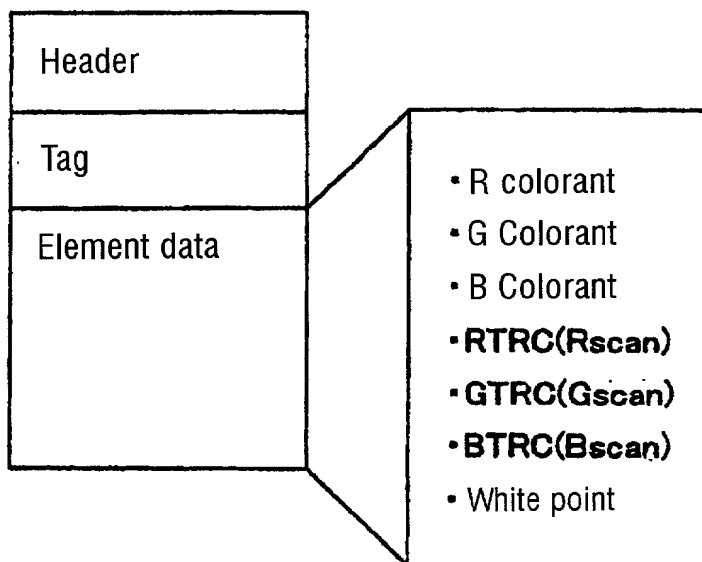 Header
Tag
Element data
・R colorant
・G Colorant
・B Colorant
・RTRC(Rscan)
・GTRC(Gscan)
・BTRC(Bscan)
・White point